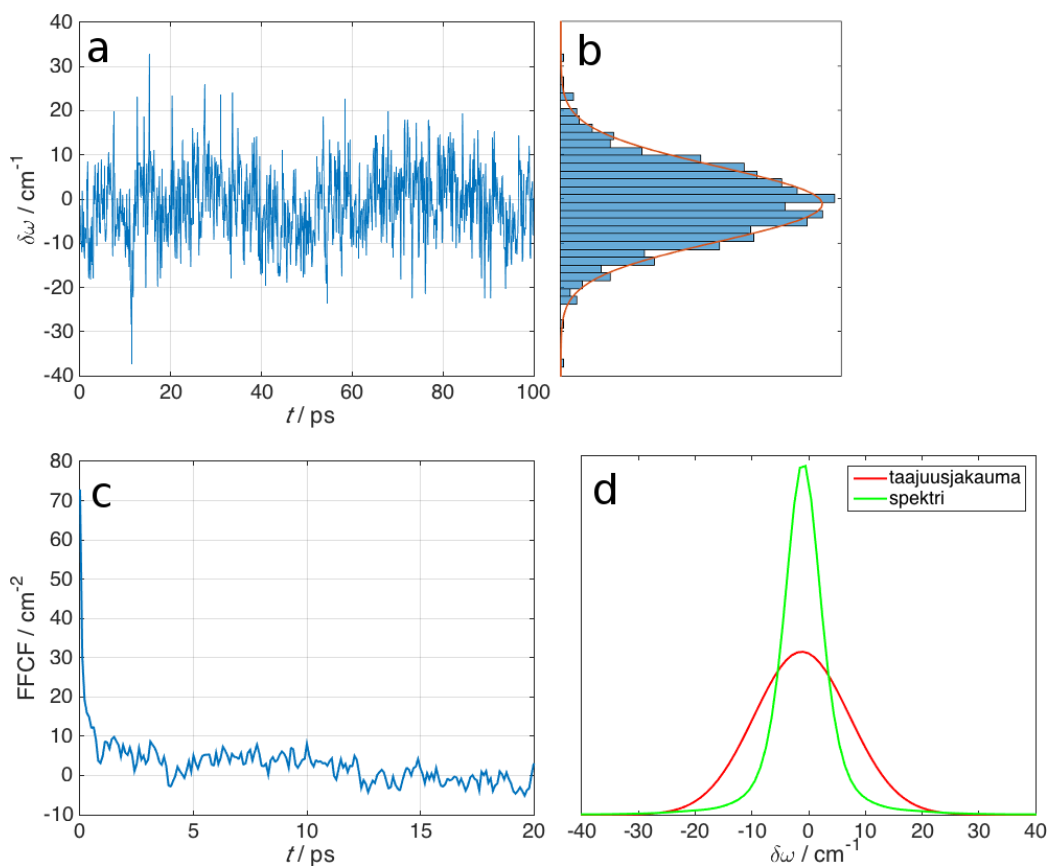 a
40
30
20
10
0
-10
-20
-30
-40
δω / cm-1
0 20 40 60 80 100
t / ps
b
c
80
70
60
50
40
30
20
10
0
-10
FFCF / cm-2
0 5 10 15 20
t / ps
d
taajuusjakauma
spektri
-40 -30 -20 -10 0 10 20 30 40
δω / cm-1